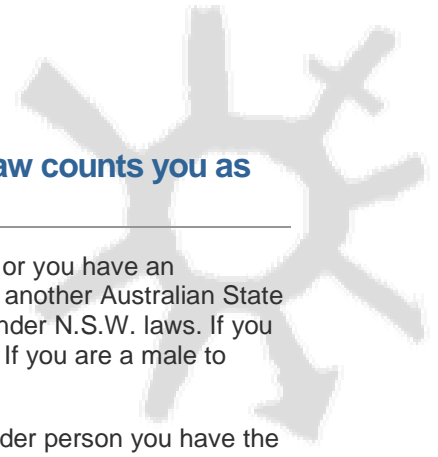 aw counts you as
or you have an
another Australian State
nder N.S.W. laws. If you
If you are a male to
der person you have the